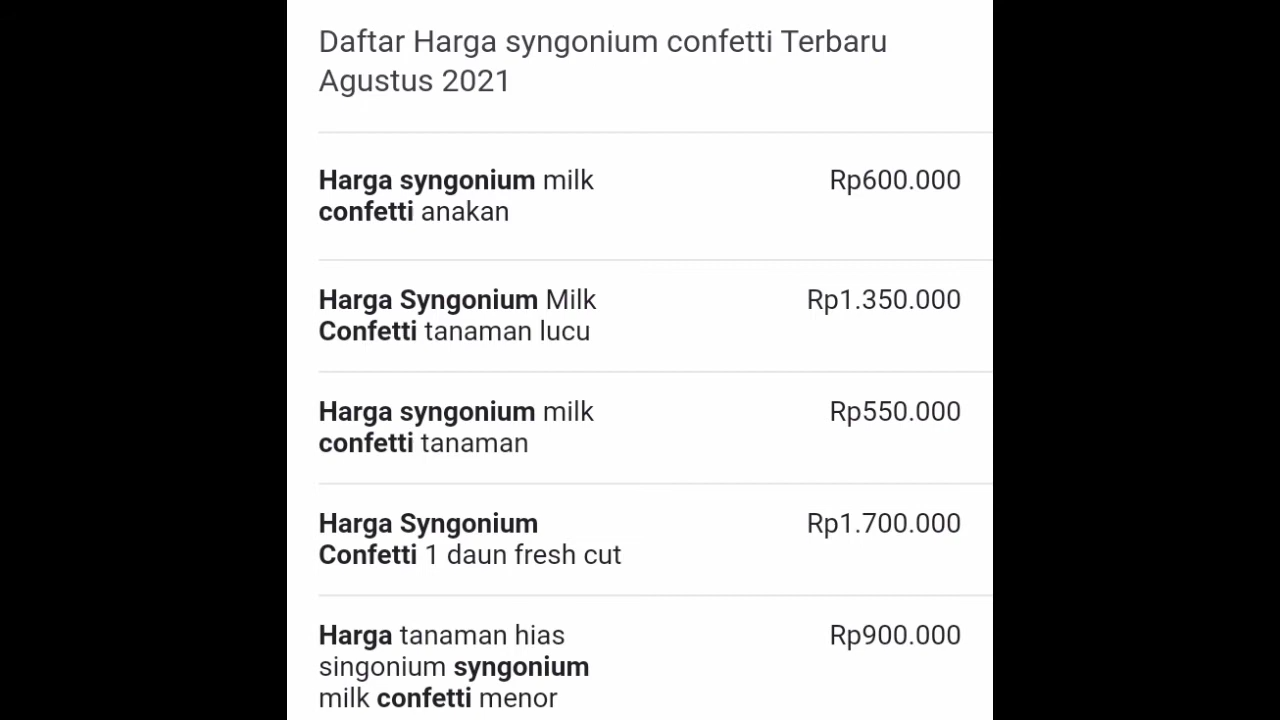 Daftar Harga syngonium confetti Terbaru
Agustus 2021
Harga syngonium milk
confetti anakan
Rp600.000
Harga Syngonium Milk
Confetti tanaman lucu
Rp1.350.000
Harga syngonium milk
confetti tanaman
Rp550.000
Harga Syngonium
Confetti 1 daun fresh cut
Rp1.700.000
Harga tanaman hias
singonium syngonium
milk confetti menor
Rp900.000